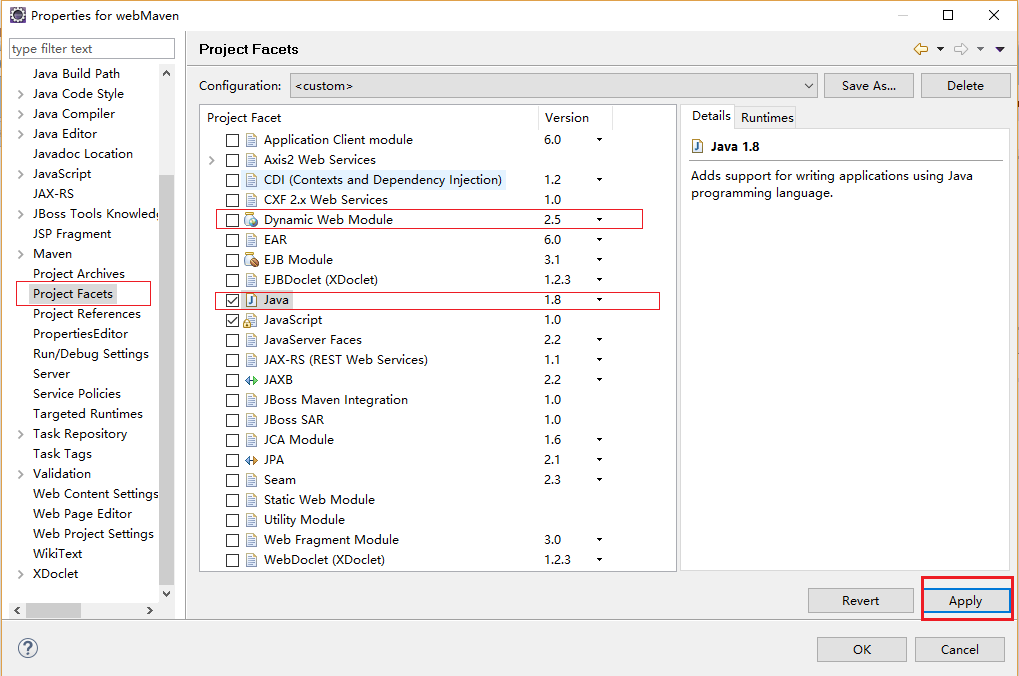 Properties for webMaven
type filter text
Java Build Path
Java Code Style
Java Compiler
Java Editor
Javadoc Location
JavaScript
JAX-RS
JBoss Tools Knowled
JSP Fragment
Maven
Project Archives
Project Facets
Project References
PropertiesEditor
Run/Debug Settings
Server
Service Policies
Targeted Runtimes
Task Repository
Task Tags
Validation
Web Content Settings
Web Page Editor
Web Project Settings
WikiText
XDoclet
Project Facets
Configuration: <custom> Save As... Delete
Project Facet Version
Application Client module 6.0
Axis2 Web Services
CDI (Contexts and Dependency Injection) 1.2
CXF 2.x Web Services 1.0
Dynamic Web Module 2.5
EAR 6.0
EJB Module 3.1
EJBDoclet (XDoclet) 1.2.3
Java 1.8
JavaScript 1.0
JavaServer Faces 2.2
JAX-RS (REST Web Services) 1.1
JAXB 2.2
JBoss Maven Integration 1.0
JBoss SAR 1.0
JCA Module 1.6
JPA 2.1
Seam 2.3
Static Web Module
Utility Module
Web Fragment Module 3.0
WebDoclet (XDoclet) 1.2.3
Details Runtimes
Java 1.8
Adds support for writing applications using Java
programming language.
Revert Apply
OK Cancel